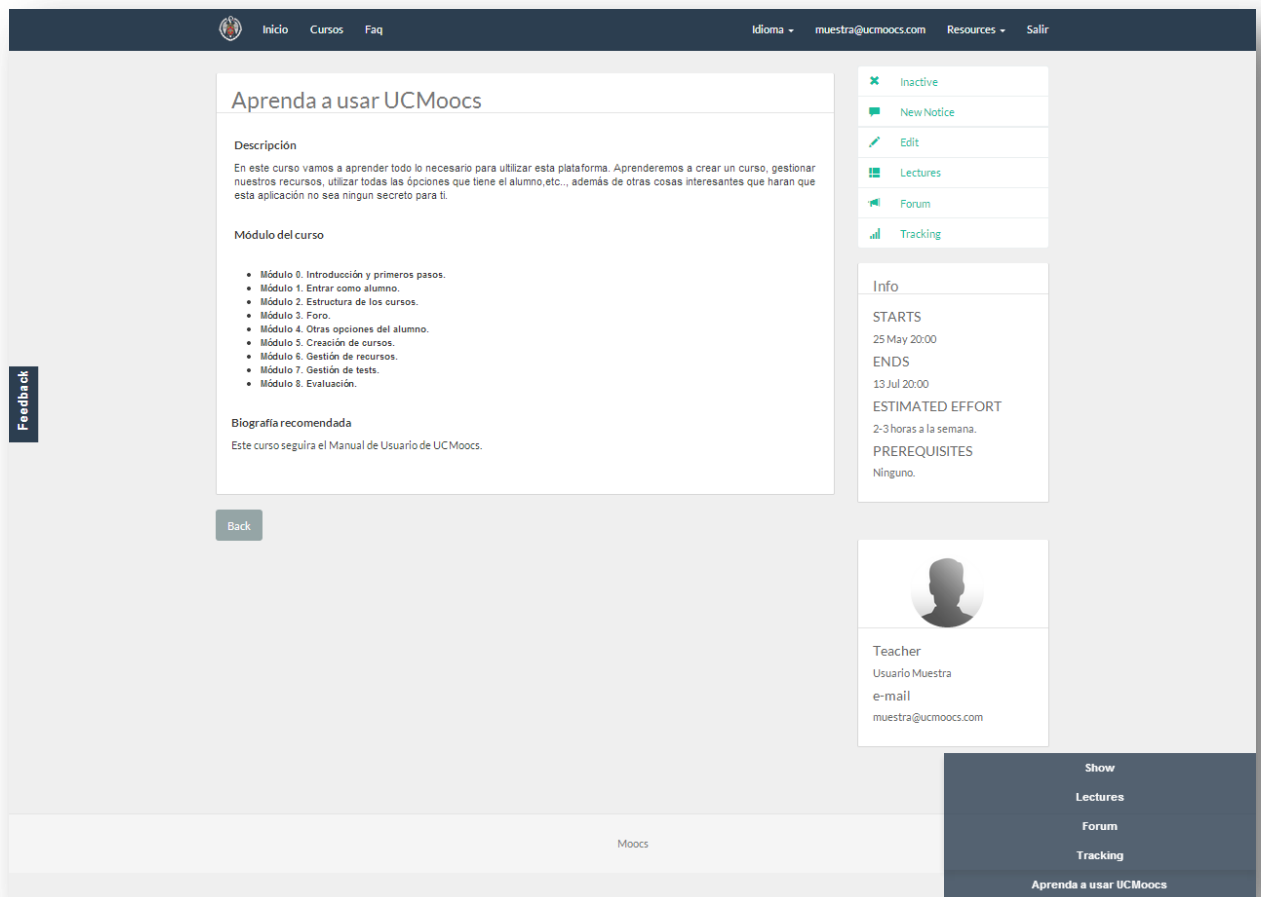 Inicio Cursos Faq Idioma muestra@ucmoocs.com Resources Salir
Aprenda a usar UCMoocs
Descripción
En este curso vamos a aprender todo lo necesario para ultilizar esta plataforma. Aprenderemos a crear un curso, gestionar
nuestros recursos, utilizar todas las ópciones que tiene el alumno,etc.., además de otras cosas interesantes que haran que
esta aplicación no sea ningun secreto para ti.
Módulo del curso
Módulo 0. Introducción y primeros pasos.
Módulo 1. Entrar como alumno.
Módulo 2. Estructura de los cursos.
Módulo 3. Foro.
Módulo 4. Otras opciones del alumno.
Módulo 5. Creación de cursos.
Módulo 6. Gestión de recursos.
Módulo 7. Gestión de tests.
Módulo 8. Evaluación.
Biografía recomendada
Este curso seguira el Manual de Usuario de UCMoocs.
Back
Feedback
Inactive
New Notice
Edit
Lectures
Forum
Tracking
Info
STARTS
25 May 20:00
ENDS
13 Jul 20:00
ESTIMATED EFFORT
2-3 horas a la semana.
PREREQUISITES
Ninguno.
Teacher
Usuario Muestra
e-mail
muestra@ucmoocs.com
Moocs
Show
Lectures
Forum
Tracking
Aprenda a usar UCMoocs